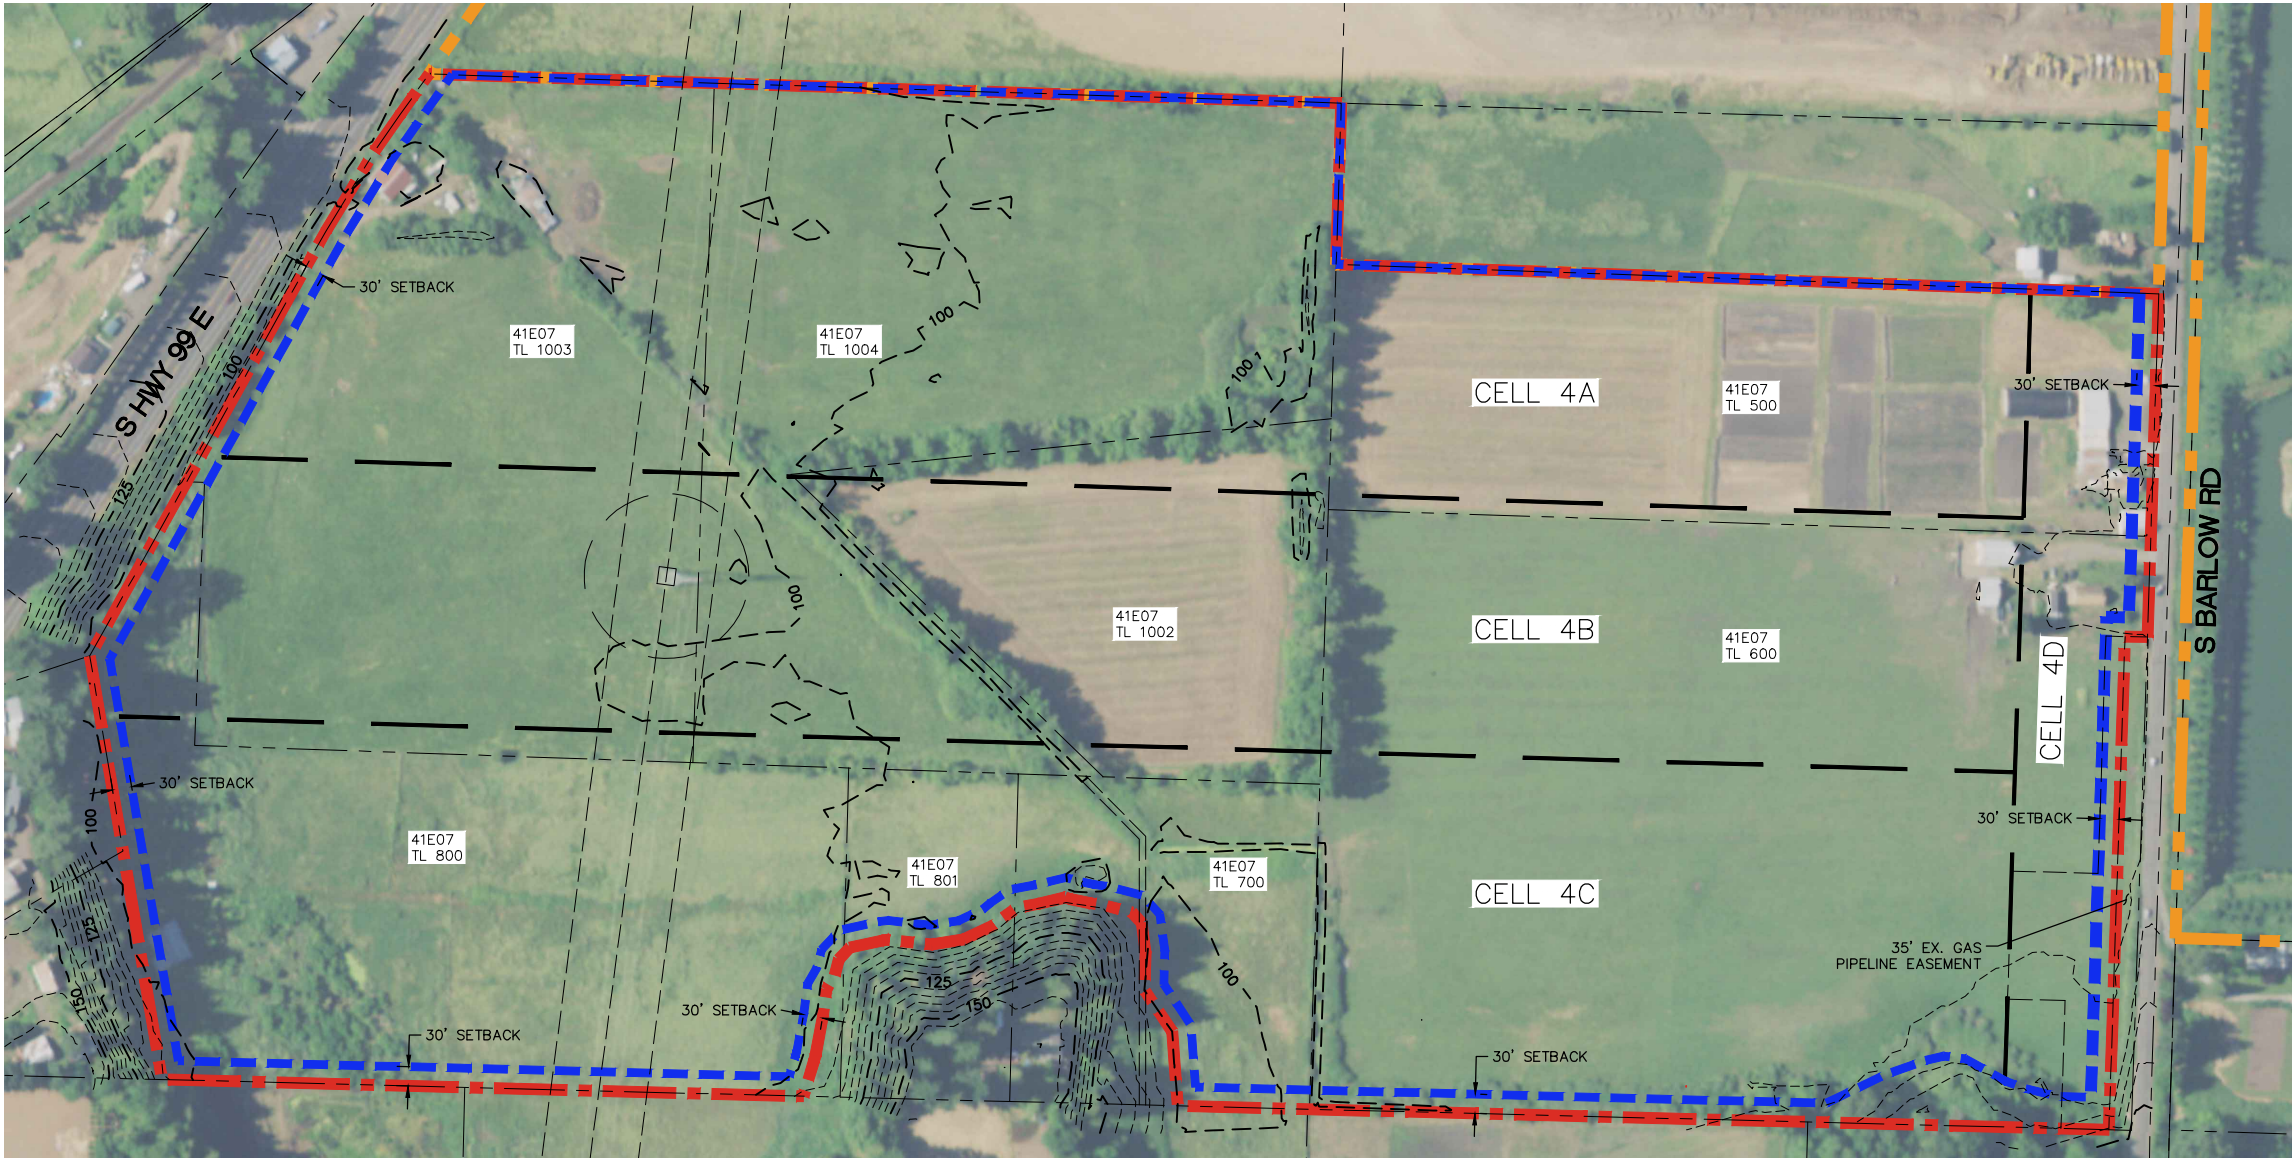 30' SETBACK
S HWY 99 E
100
125
41E07
TL 1003
41E07
TL 1004
100
100
CELL 4A
41E07
TL 500
30' SETBACK
S BARLOW RD
100
41E07
TL 1002
CELL 4B
41E07
TL 600
CELL 4D
30' SETBACK
100
125
150
41E07
TL 800
41E07
TL 801
41E07
TL 700
CELL 4C
30' SETBACK
35' EX. GAS
PIPELINE EASEMENT
100
125
150
30' SETBACK
30' SETBACK
30' SETBACK